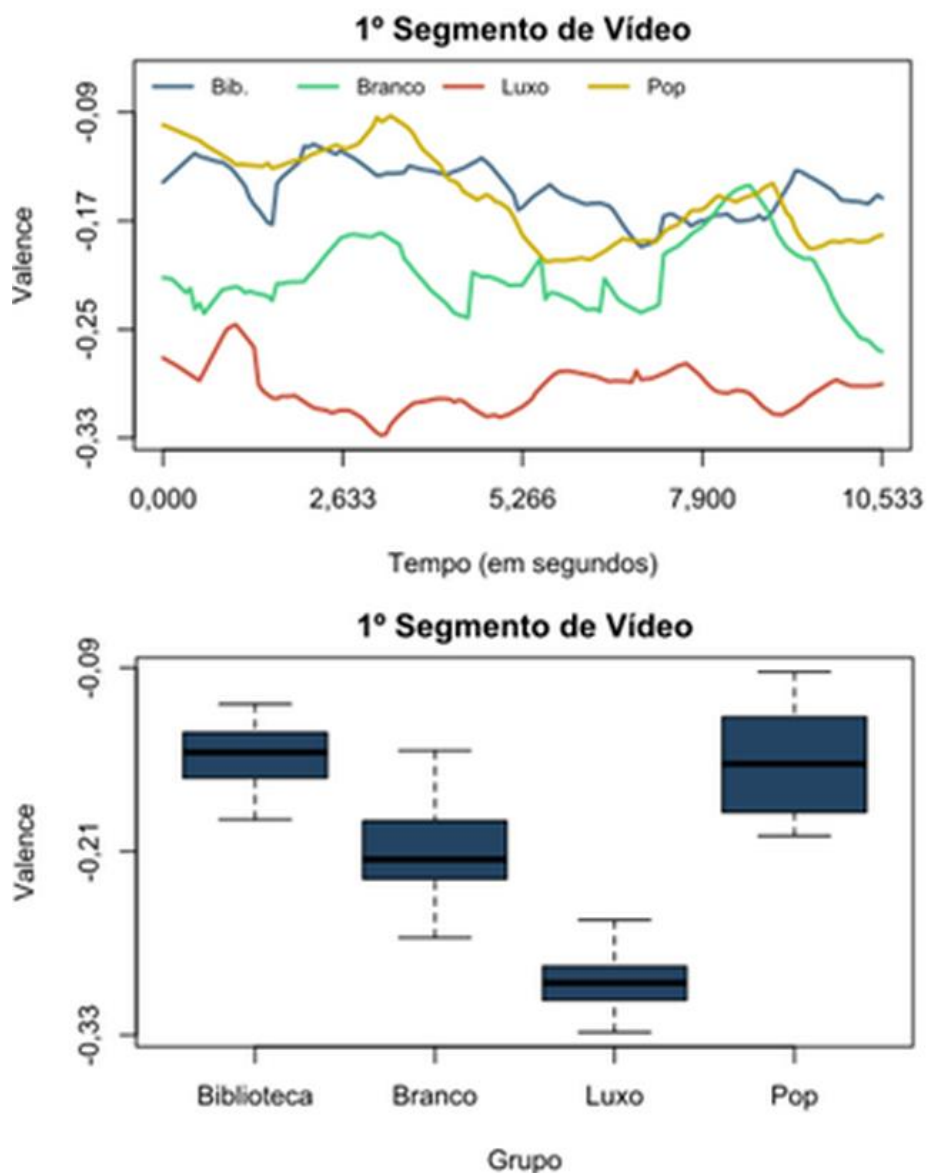 1º Segmento de Vídeo
Bib. Branco Luxo Pop
Valence
-0,09
-0,17
-0,25
-0,33
0,000 2,633 5,266 7,900 10,533
Tempo (em segundos)
1º Segmento de Vídeo
Valence
-0,09
-0,21
-0,33
Biblioteca Branco Luxo Pop
Grupo